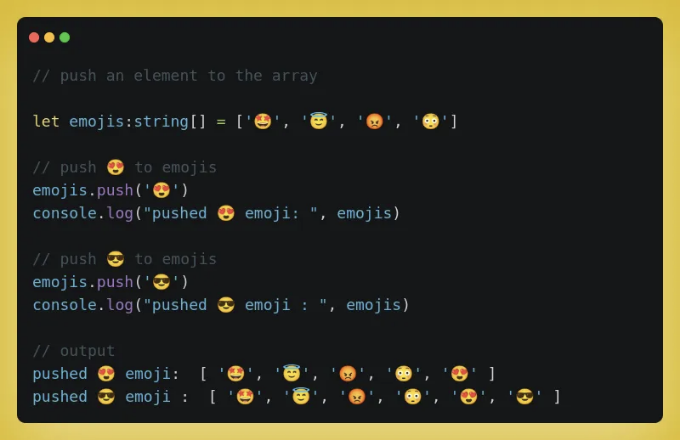 // push an element to the array
let emojis:string[] = ['🤩', '😇', '😡', '😳']
// push 😍 to emojis
emojis.push('😍')
console.log("pushed 😍 emoji: ", emojis)
// push 😎 to emojis
emojis.push('😎')
console.log("pushed 😎 emoji : ", emojis)
// output
pushed 😍 emoji:  [ '🤩', '😇', '😡', '😳', '😍' ]
pushed 😎 emoji :  [ '🤩', '😇', '😡', '😳', '😍', '😎' ]